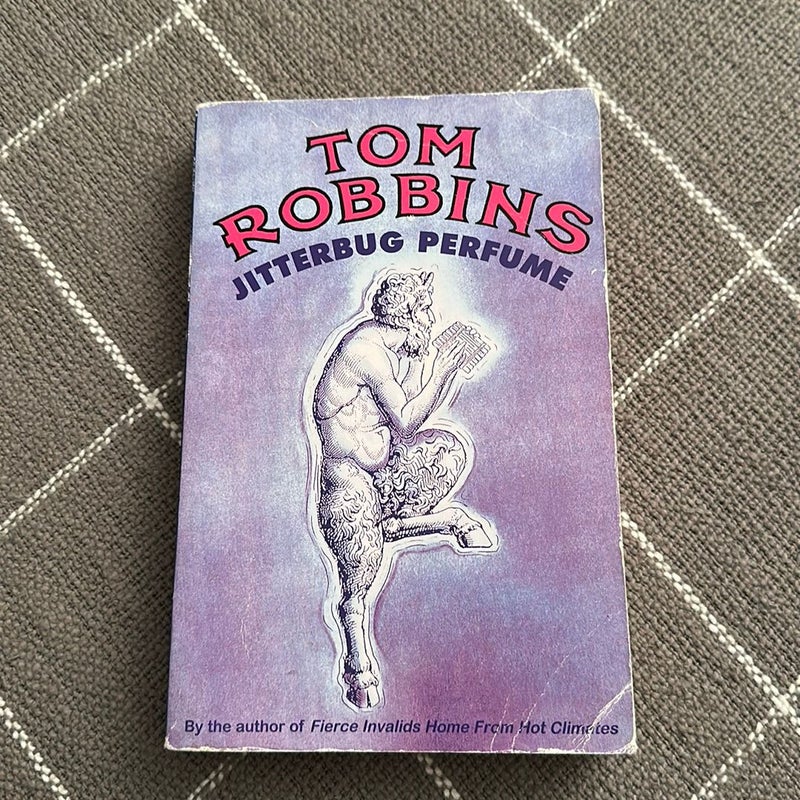 TOM
ROBBINS
JITTERBUG PERFUME
By the author of Fierce Invalids Home From Hot Climates